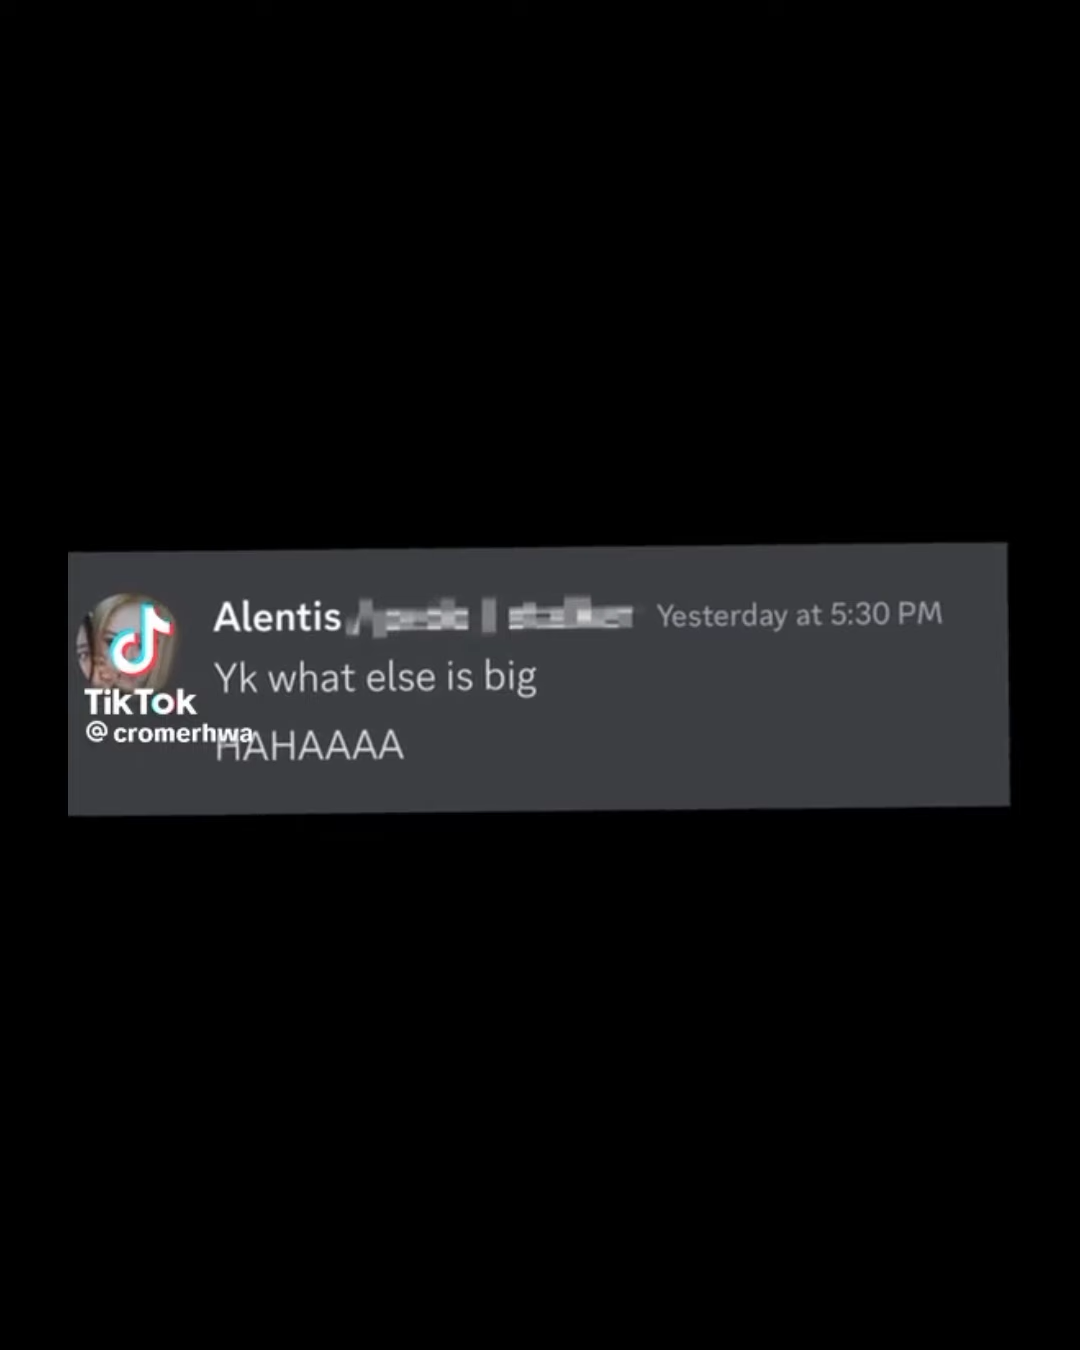 Alentis Yesterday at 5:30 PM
Yk what else is big
HAHAAAA
TikTok
@cromerhwa